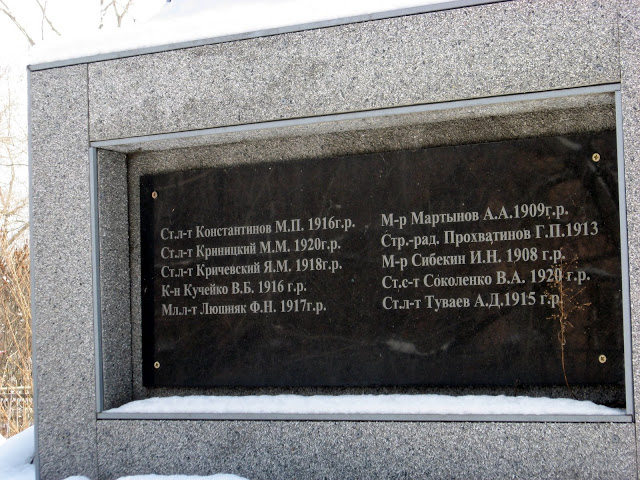 Ст.л-т Константинов М.П. 1916г.р.
Ст.л-т Криницкий М.М. 1920г.р.
Ст.л-т Кричевский Я.М. 1918г.р.
К-н Кучейко В.Б. 1916 г.р.
Мл.л-т Люшняк Ф.Н. 1917г.р.
М-р Мартынов А.А.1909г.р.
Стр.-рад. Прохватинов Г.П.1913
М-р Сибекин И.Н. 1908 г.р.
Ст.с-т Соколенко В.А. 1920 г.р.
Ст.л-т Туваев А.Д.1915 г.р.